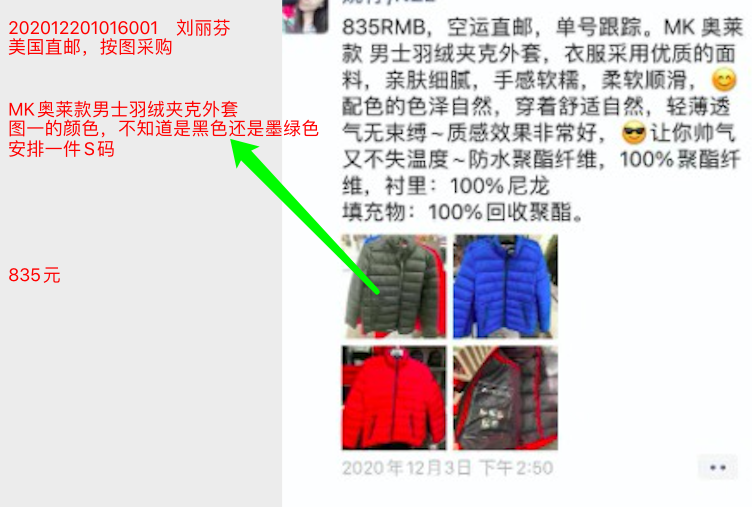 202012201016001 刘丽芬
美国直邮，按图采购
MK奥莱款男士羽绒夹克外套
图一的颜色，不知道是黑色还是墨绿色
安排一件S码
835元
835RMB，空运直邮，单号跟踪。MK 奥莱
款 男士羽绒夹克外套，衣服采用优质的面
料，亲肤细腻，手感软糯，柔软顺滑，😊
配色的色泽自然，穿着舒适自然，轻薄透
气无束缚~质感效果非常好，😎让你帅气
又不失温度~防水聚酯纤维，100%聚酯纤
维，衬里：100%尼龙
填充物：100%回收聚酯。
2020年12月3日 下午2:50